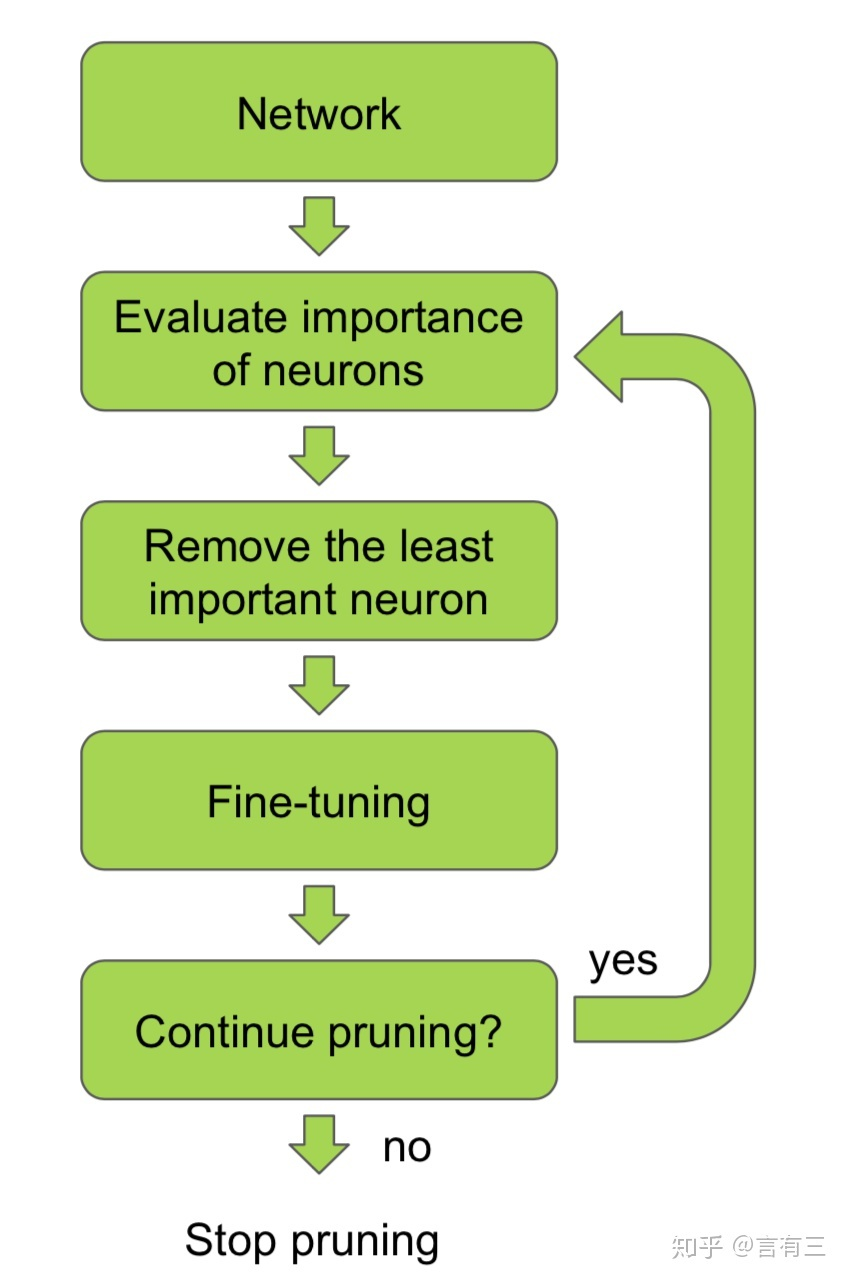 Network
Evaluate importance
of neurons
Remove the least
important neuron
Fine-tuning
yes
Continue pruning?
no
Stop pruning
知乎 @言有三